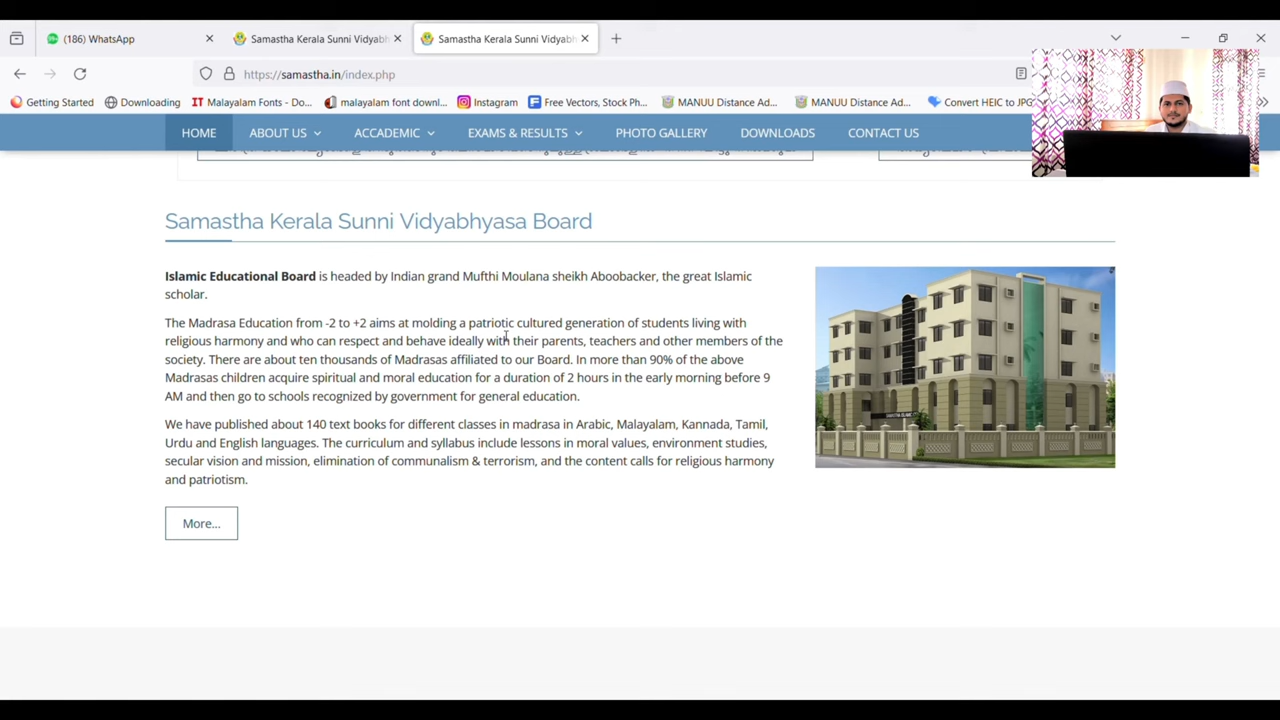 (186) WhatsApp
Samastha Kerala Sunni Vidyabh
Samastha Kerala Sunni Vidyabh
https://samastha.in/index.php
Getting Started
Downloading
IT Malayalam Fonts - Do...
malayalam font downl...
Instagram
Free Vectors, Stock Ph...
MANUU Distance Ad...
MANUU Distance Ad...
Convert HEIC to JPG
HOME
ABOUT US
ACCADEMIC
EXAMS & RESULTS
PHOTO GALLERY
DOWNLOADS
CONTACT US
Samastha Kerala Sunni Vidyabhyasa Board
Islamic Educational Board is headed by Indian grand Mufthi Moulana sheikh Aboobacker, the great Islamic
scholar.
The Madrasa Education from -2 to +2 aims at molding a patriotic cultured generation of students living with
religious harmony and who can respect and behave ideally with their parents, teachers and other members of the
society. There are about ten thousands of Madrasas affiliated to our Board. In more than 90% of the above
Madrasas children acquire spiritual and moral education for a duration of 2 hours in the early morning before 9
AM and then go to schools recognized by government for general education.
We have published about 140 text books for different classes in madrasa in Arabic, Malayalam, Kannada, Tamil,
Urdu and English languages. The curriculum and syllabus include lessons in moral values, environment studies,
secular vision and mission, elimination of communalism & terrorism, and the content calls for religious harmony
and patriotism.
More...